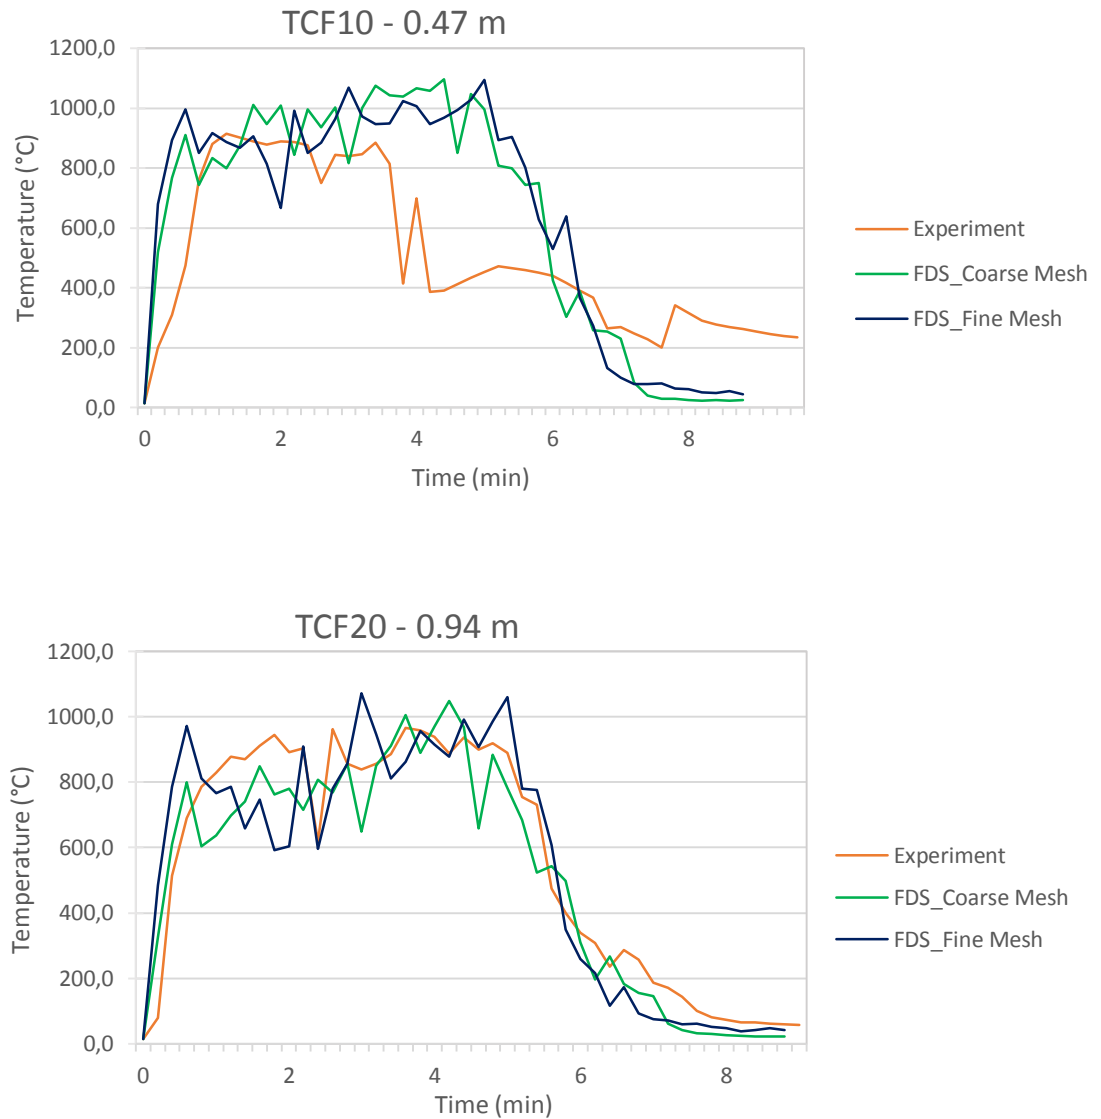 TCF10 - 0.47 m
1200,0
1000,0
800,0
600,0
400,0
200,0
0,0
Temperature (°C)
0 2 4 6 8
Time (min)
Experiment
FDS_Coarse Mesh
FDS_Fine Mesh
TCF20 - 0.94 m
1200,0
1000,0
800,0
600,0
400,0
200,0
0,0
Temperature (°C)
0 2 4 6 8
Time (min)
Experiment
FDS_Coarse Mesh
FDS_Fine Mesh